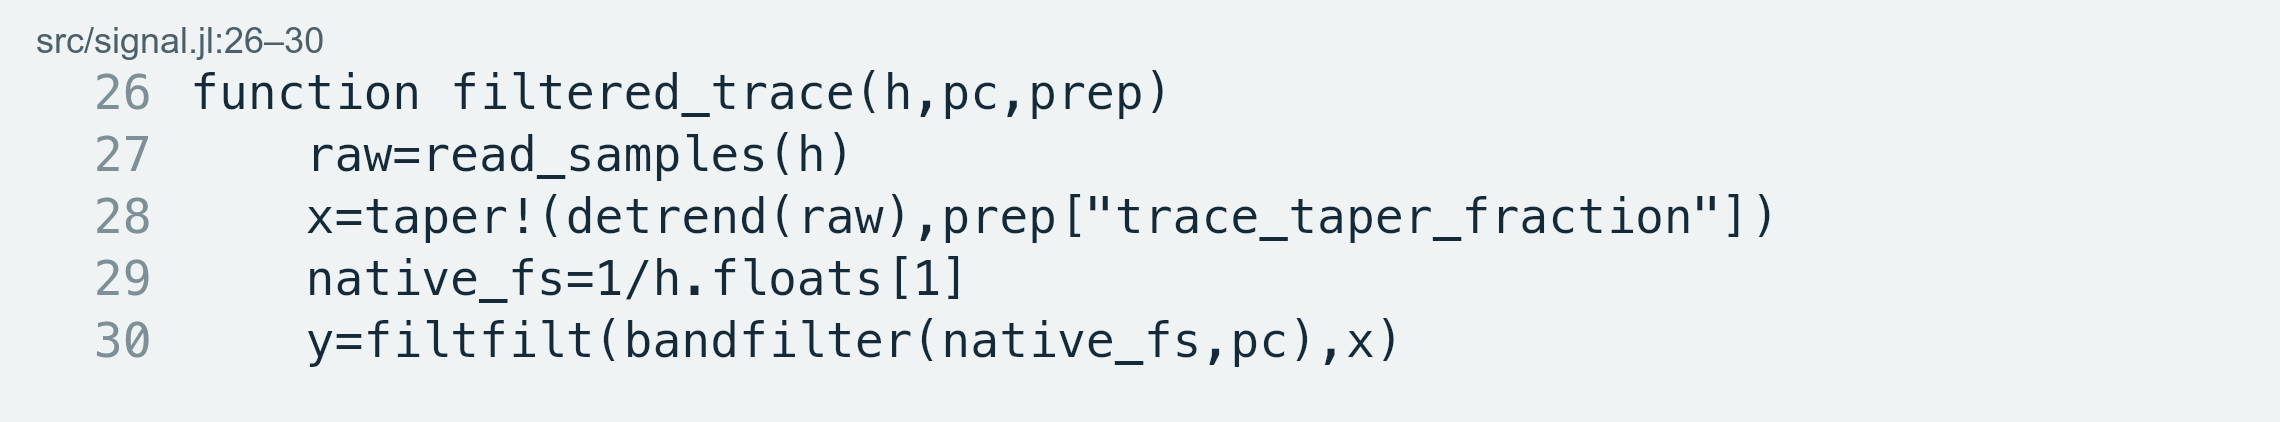 src/signal.jl:26–30
26 function filtered_trace(h,pc,prep)
27     raw=read_samples(h)
28     x=taper!(detrend(raw),prep["trace_taper_fraction"])
29     native_fs=1/h.floats[1]
30     y=filtfilt(bandfilter(native_fs,pc),x)